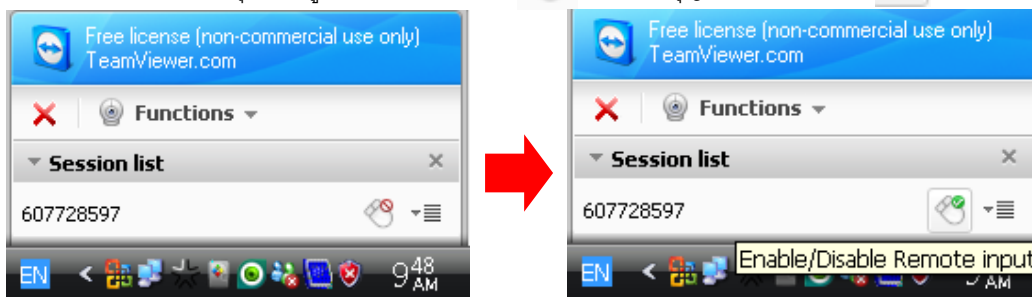 Free license (non-commercial use only)
TeamViewer.com
Functions
Session list
607728597
EN
9 48 AM
Free license (non-commercial use only)
TeamViewer.com
Functions
Session list
607728597
Enable/Disable Remote input
EN
AM